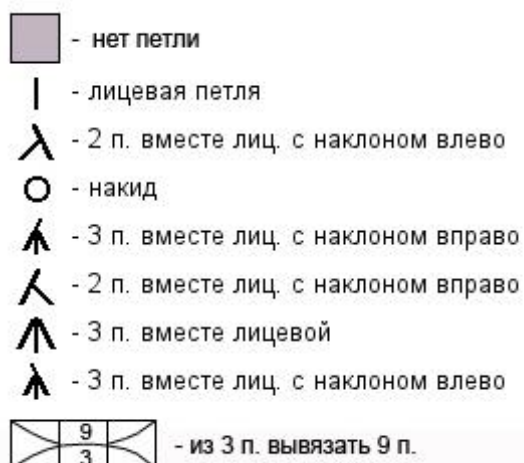 - нет петли
- лицевая петля
- 2 п. вместе лиц. с наклоном влево
- накид
- 3 п. вместе лиц. с наклоном вправо
- 2 п. вместе лиц. с наклоном вправо
- 3 п. вместе лицевой
- 3 п. вместе лиц. с наклоном влево
9
3
- из 3 п. вывязать 9 п.